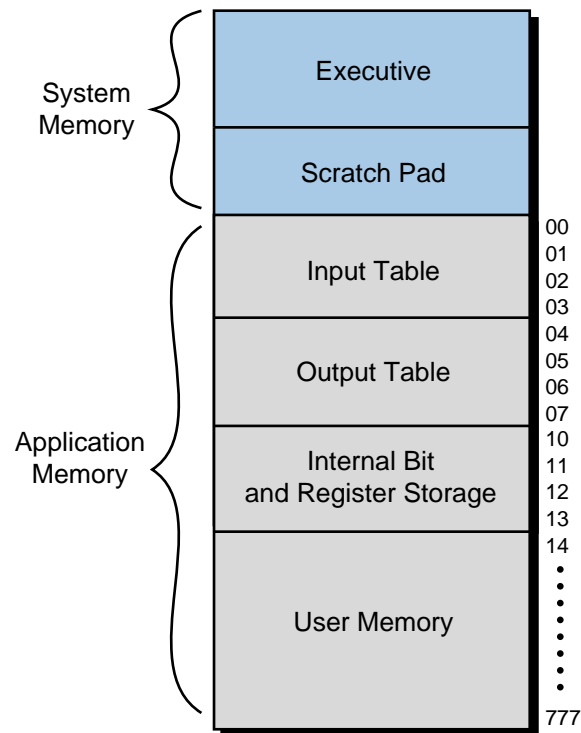 System
Memory
Executive
Scratch Pad
Application
Memory
Input Table
Output Table
Internal Bit
and Register Storage
User Memory
00
01
02
03
04
05
06
07
10
11
12
13
14
777